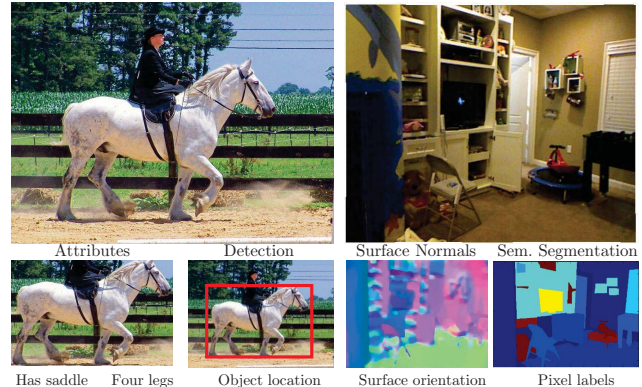 Attributes Detection Surface Normals Sem. Segmentation
Has saddle Four legs Object location Surface orientation Pixel labels